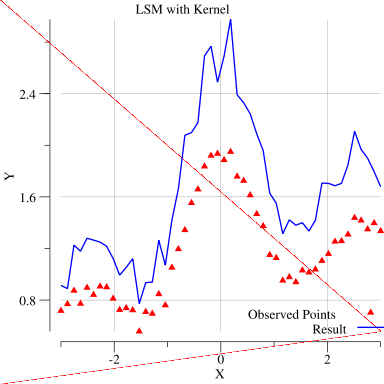 LSM with Kernel
2.4
Y
1.6
Observed Points
0.8
Result
-2
0
2
X